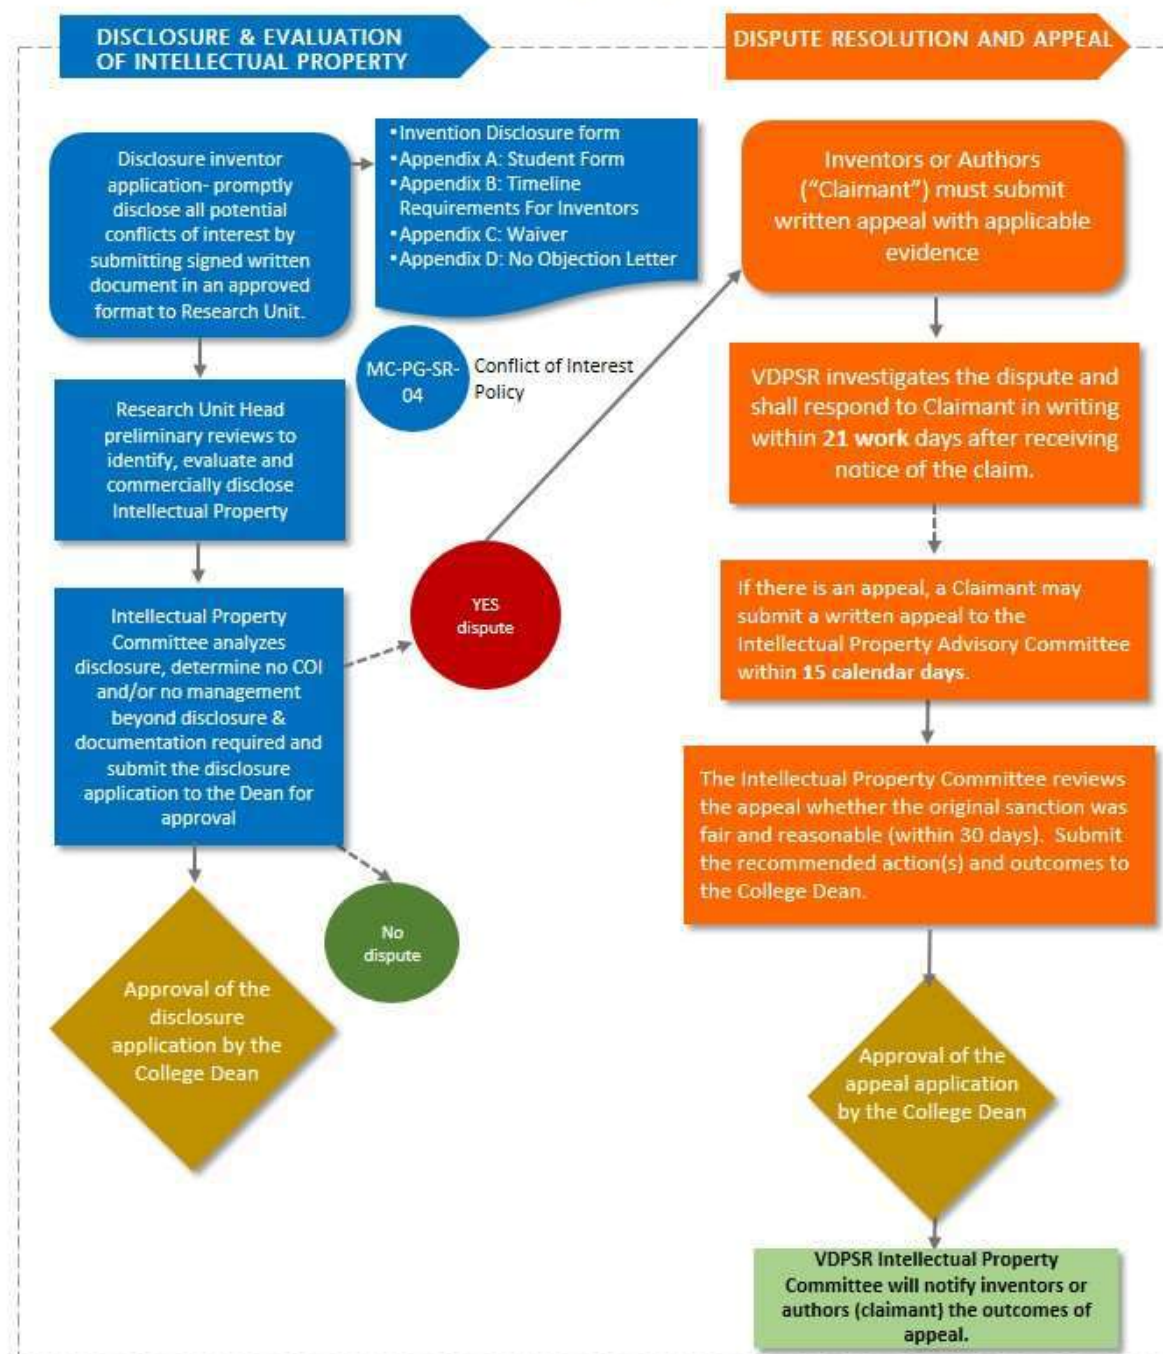 DISCLOSURE & EVALUATION
OF INTELLECTUAL PROPERTY
Disclosure inventor
application- promptly
disclose all potential
conflicts of interest by
submitting signed written
document in an approved
format to Research Unit.
•Invention Disclosure form
•Appendix A: Student Form
•Appendix B: Timeline
Requirements For Inventors
•Appendix C: Waiver
•Appendix D: No Objection Letter
MC-PG-SR-
04
Conflict of Interest
Policy
Research Unit Head
preliminary reviews to
identify, evaluate and
commercially disclose
Intellectual Property
Intellectual Property
Committee analyzes
disclosure, determine no COI
and/or no management
beyond disclosure &
documentation required and
submit the disclosure
application to the Dean for
approval
YES
dispute
No
dispute
Approval of the
disclosure
application by the
College Dean
DISPUTE RESOLUTION AND APPEAL
Inventors or Authors
(“Claimant”) must submit
written appeal with applicable
evidence
VDPSR investigates the dispute and
shall respond to Claimant in writing
within 21 work days after receiving
notice of the claim.
If there is an appeal, a Claimant may
submit a written appeal to the
Intellectual Property Advisory Committee
within 15 calendar days.
The Intellectual Property Committee reviews
the appeal whether the original sanction was
fair and reasonable (within 30 days). Submit
the recommended action(s) and outcomes to
the College Dean.
Approval of the
appeal application
by the College Dean
VDPSR Intellectual Property
Committee will notify inventors or
authors (claimant) the outcomes of
appeal.